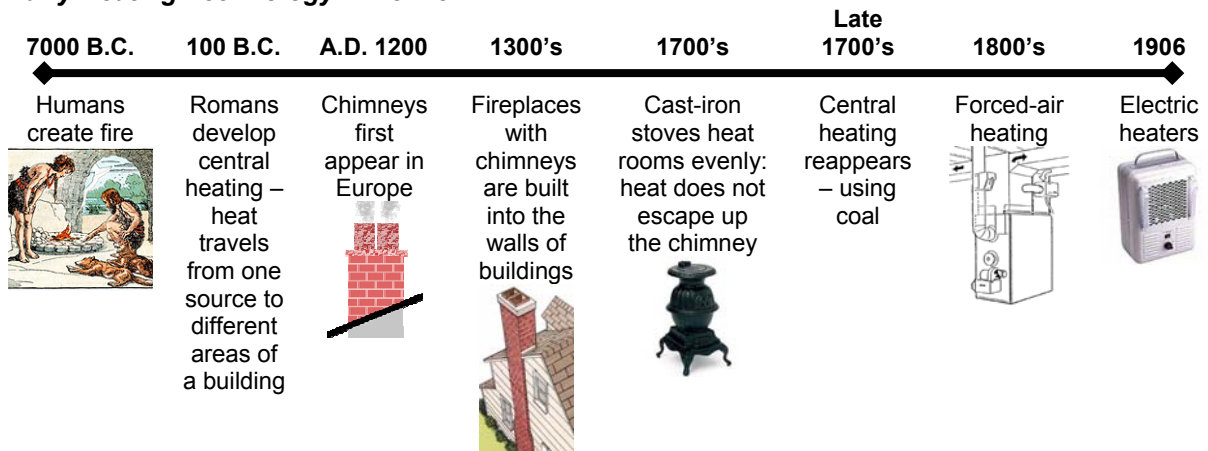 Late
7000 B.C. 100 B.C. A.D. 1200 1300's 1700's 1700's 1800's 1906
Humans
create fire
Romans
develop
central
heating –
heat
travels
from one
source to
different
areas of
a building
Chimneys
first
appear in
Europe
Fireplaces
with
chimneys
are built
into the
walls of
buildings
Cast-iron
stoves heat
rooms evenly:
heat does not
escape up
the chimney
Central
heating
reappears
– using
coal
Forced-air
heating
Electric
heaters